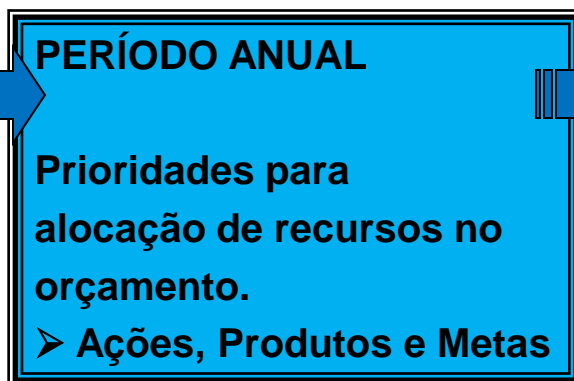 PERÍODO ANUAL
Prioridades para
alocação de recursos no
orçamento.
➢ Ações, Produtos e Metas